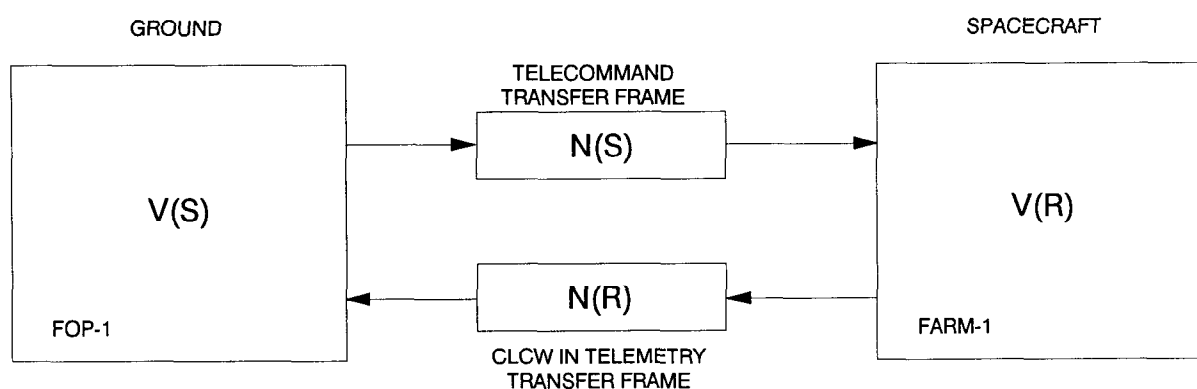 GROUND
SPACECRAFT
TELECOMMAND
TRANSFER FRAME
N(S)
V(S)
V(R)
N(R)
FOP-1
FARM-1
CLCW IN TELEMETRY
TRANSFER FRAME